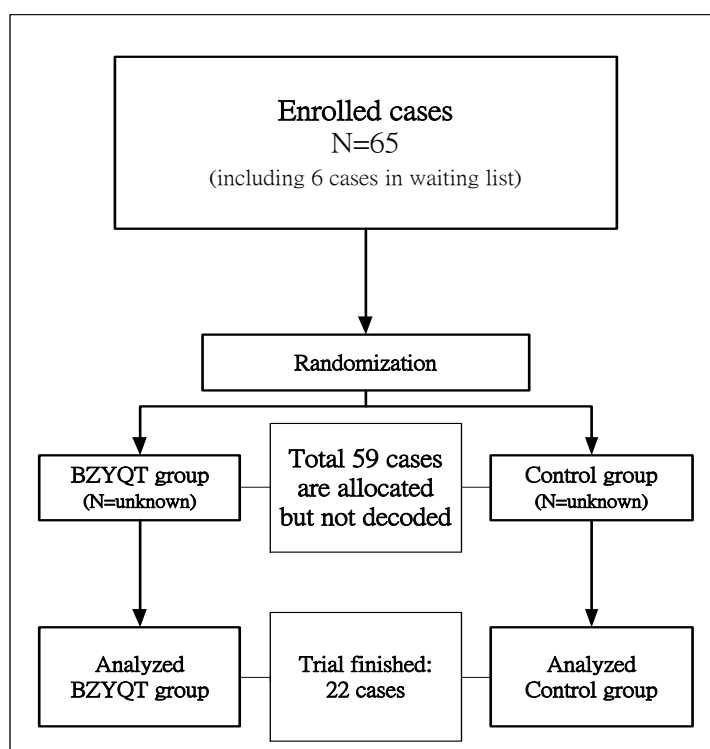 Enrolled cases
N=65
(including 6 cases in waiting list)
Randomization
BZYQT group
(N=unknown)
Total 59 cases
are allocated
but not decoded
Control group
(N=unknown)
Analyzed
BZYQT group
Trial finished:
22 cases
Analyzed
Control group